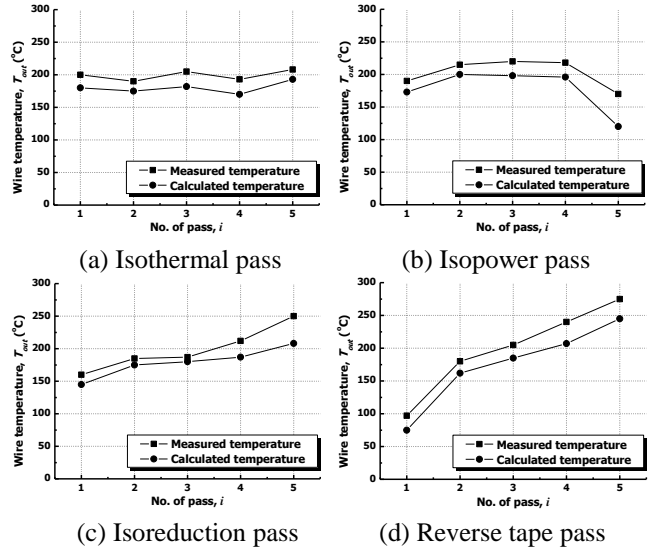 300
250
200
150
100
50
0
Wire temperature, T_out (°C)
Measured temperature
Calculated temperature
1 2 3 4 5
No. of pass, i
(a) Isothermal pass
300
250
200
150
100
50
0
Wire temperature, T_out (°C)
Measured temperature
Calculated temperature
1 2 3 4 5
No. of pass, i
(b) Isopower pass
300
250
200
150
100
50
0
Wire temperature, T_out (°C)
Measured temperature
Calculated temperature
1 2 3 4 5
No. of pass, i
(c) Isoreduction pass
300
250
200
150
100
50
0
Wire temperature, T_out (°C)
Measured temperature
Calculated temperature
1 2 3 4 5
No. of pass, i
(d) Reverse tape pass